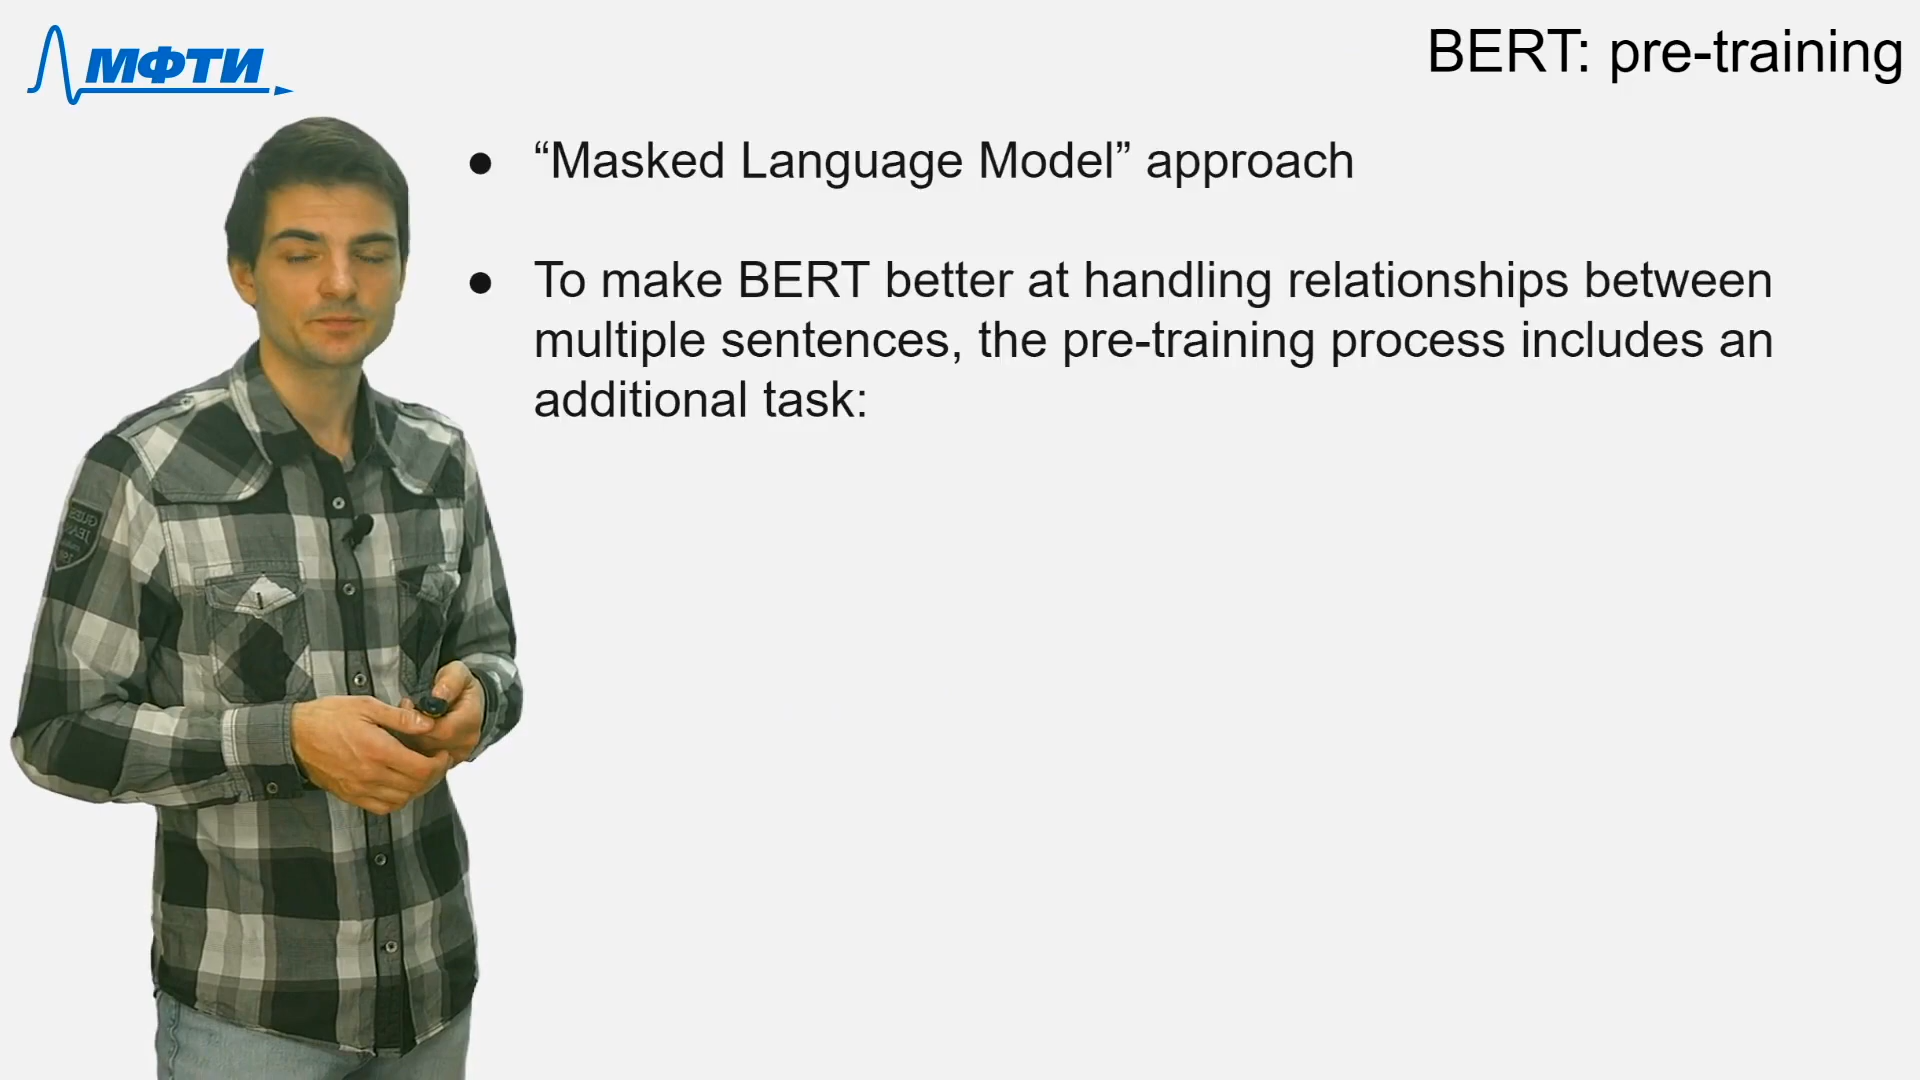 МФТИ
BERT: pre-training
● “Masked Language Model” approach
● To make BERT better at handling relationships between
multiple sentences, the pre-training process includes an
additional task: